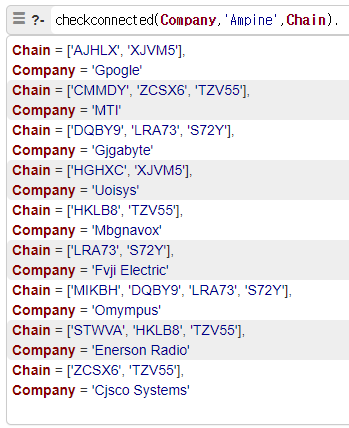 ?- checkconnected(Company,'Ampine',Chain).
Chain = ['AJHLX', 'XJVM5'],
Company = 'Gpogle'
Chain = ['CMMDY', 'ZCSX6', 'TZV55'],
Company = 'MTI'
Chain = ['DQBY9', 'LRA73', 'S72Y'],
Company = 'Gjgabyte'
Chain = ['HGHXC', 'XJVM5'],
Company = 'Uoisys'
Chain = ['HKLB8', 'TZV55'],
Company = 'Mbgnavox'
Chain = ['LRA73', 'S72Y'],
Company = 'Fvji Electric'
Chain = ['MIKBH', 'DQBY9', 'LRA73', 'S72Y'],
Company = 'Omympus'
Chain = ['STWVA', 'HKLB8', 'TZV55'],
Company = 'Enerson Radio'
Chain = ['ZCSX6', 'TZV55'],
Company = 'Cjsco Systems'